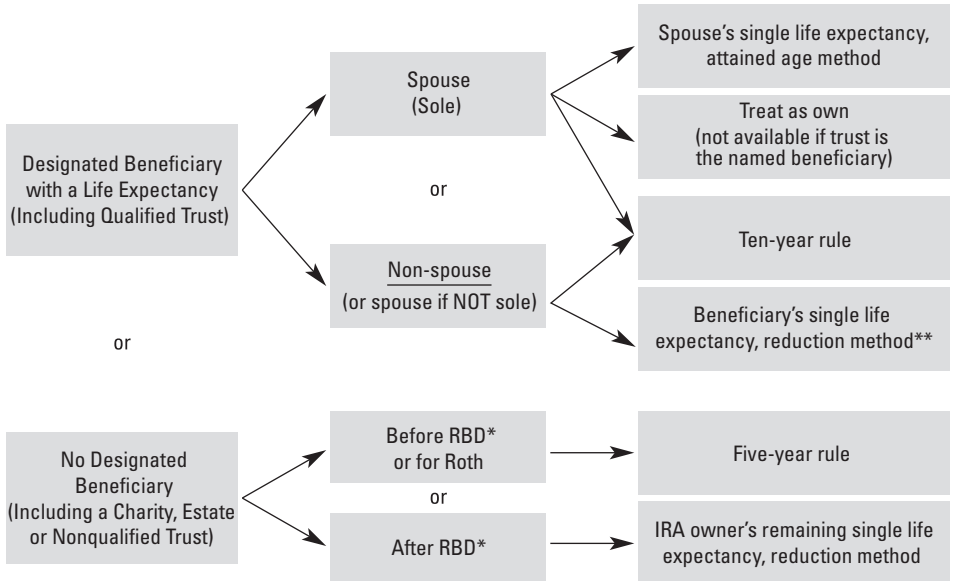 Designated Beneficiary
with a Life Expectancy
(Including Qualified Trust)
or
No Designated
Beneficiary
(Including a Charity, Estate
or Nonqualified Trust)
Spouse
(Sole)
or
Non-spouse
(or spouse if NOT sole)
Before RBD*
or for Roth
or
After RBD*
Spouse's single life expectancy,
attained age method
Treat as own
(not available if trust is
the named beneficiary)
Ten-year rule
Beneficiary's single life
expectancy, reduction method**
Five-year rule
IRA owner's remaining single life
expectancy, reduction method